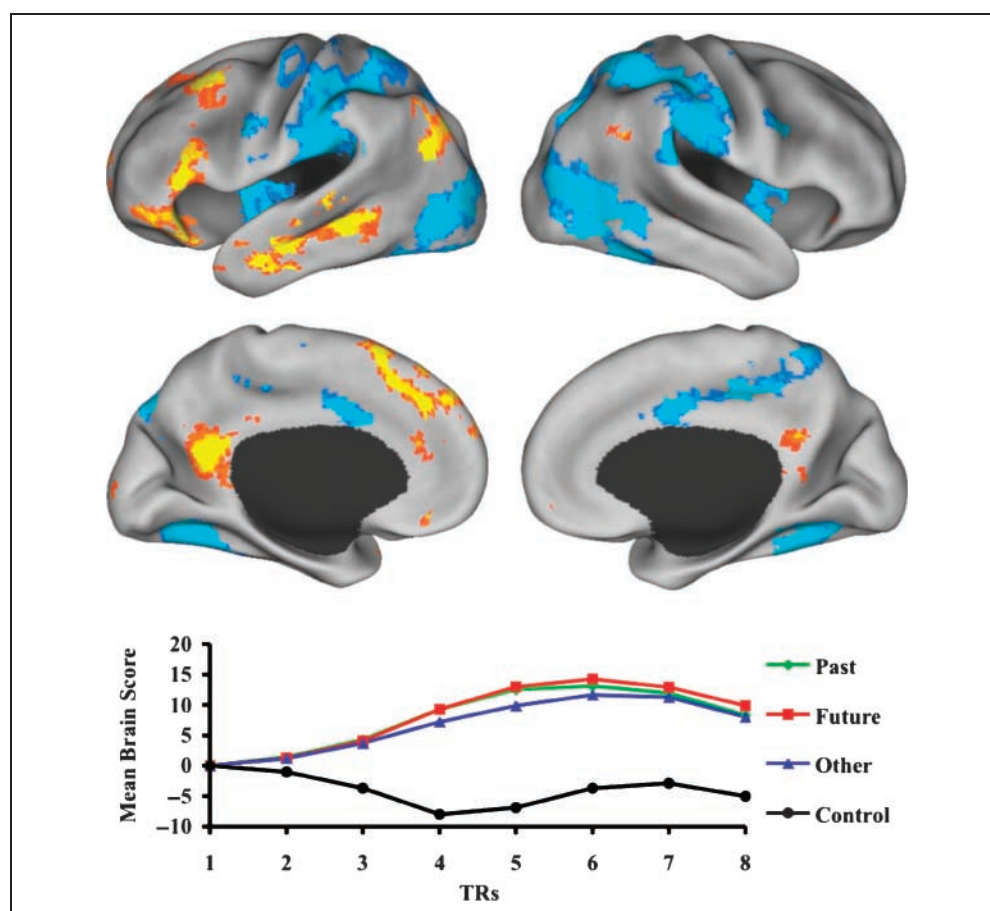 20
15
10
5
0
−5
−10
Mean Brain Score
1 2 3 4 5 6 7 8
TRs
Past
Future
Other
Control